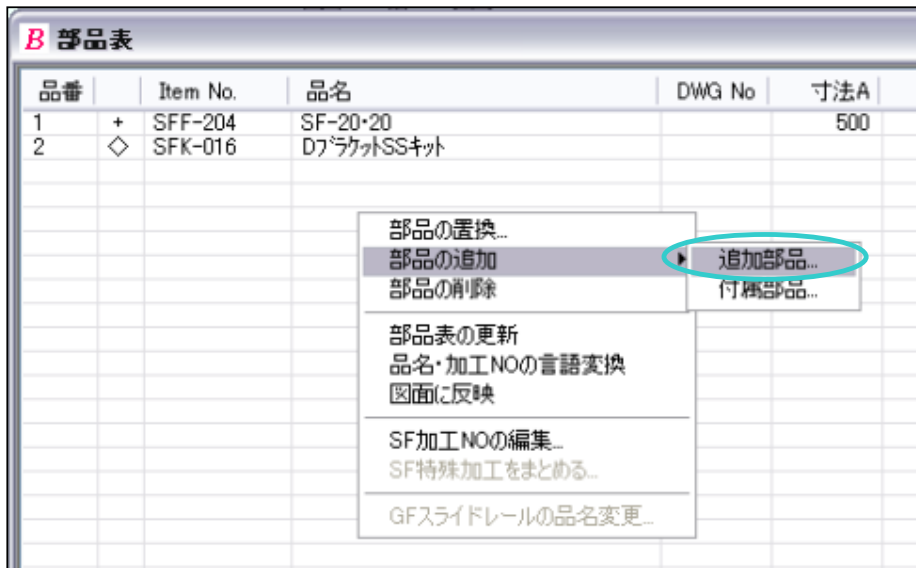 B 部品表
品番 Item No. 品名 DWG No 寸法A
1 + SFF-204 SF-20・20 500
2 ◇ SFK-016 DﾌﾞﾗｹｯﾄSSｷｯﾄ
部品の置換...
部品の追加 ▶ 追加部品...
部品の削除 付属部品...
部品表の更新
品名・加工NOの言語変換
図面に反映
SF加工NOの編集...
SF特殊加工をまとめる...
GFスライドレールの品名変更...